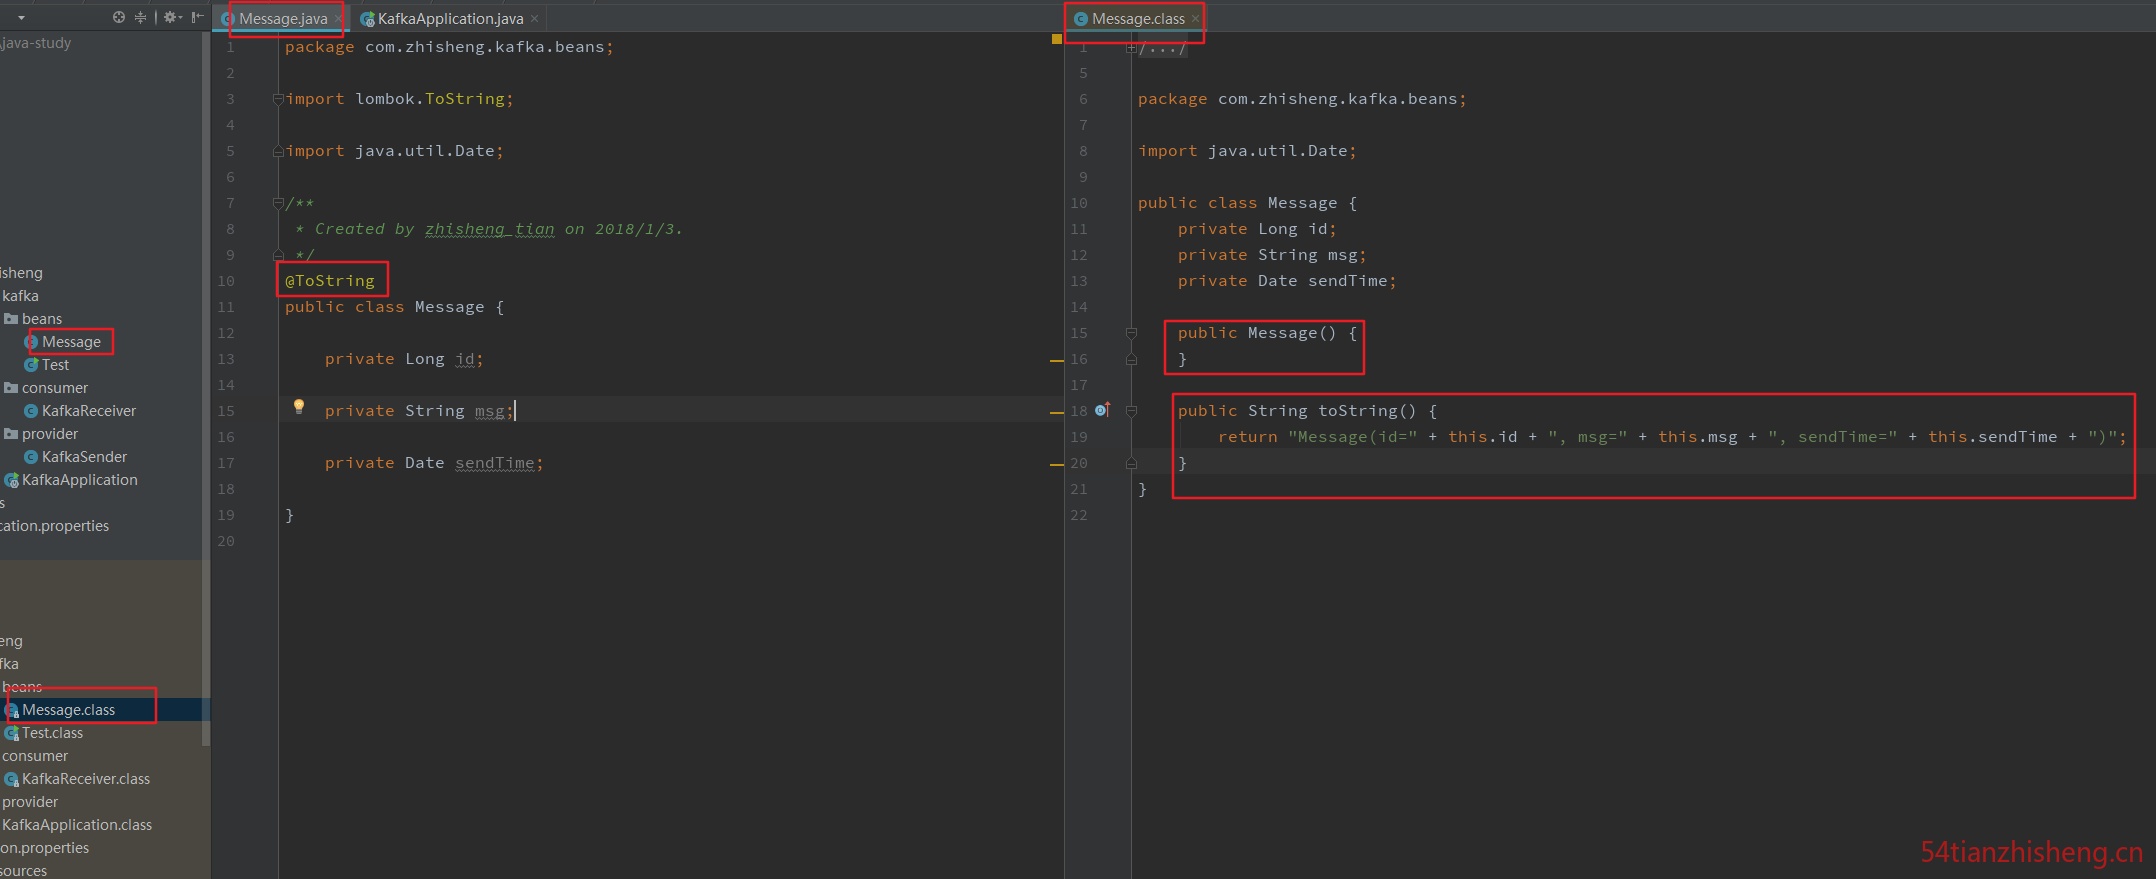 \java-study
isheng
kafka
beans
Message
Test
consumer
KafkaReceiver
provider
KafkaSender
KafkaApplication
s
cation.properties
eng
fka
beans
Message.class
Test.class
consumer
KafkaReceiver.class
provider
KafkaApplication.class
on.properties
sources
Message.java
KafkaApplication.java
1 package com.zhisheng.kafka.beans;
2
3 import lombok.ToString;
4
5 import java.util.Date;
6
7 /**
8 * Created by zhisheng_tian on 2018/1/3.
9 */
10 @ToString
11 public class Message {
12
13 private Long id;
14
15 private String msg;
16
17 private Date sendTime;
18
19 }
20
Message.class
1 /.../
5
6 package com.zhisheng.kafka.beans;
7
8 import java.util.Date;
9
10 public class Message {
11 private Long id;
12 private String msg;
13 private Date sendTime;
14
15 public Message() {
16 }
17
18 public String toString() {
19 return "Message(id=" + this.id + ", msg=" + this.msg + ", sendTime=" + this.sendTime + ")";
20 }
21 }
22
54tianzhisheng.cn